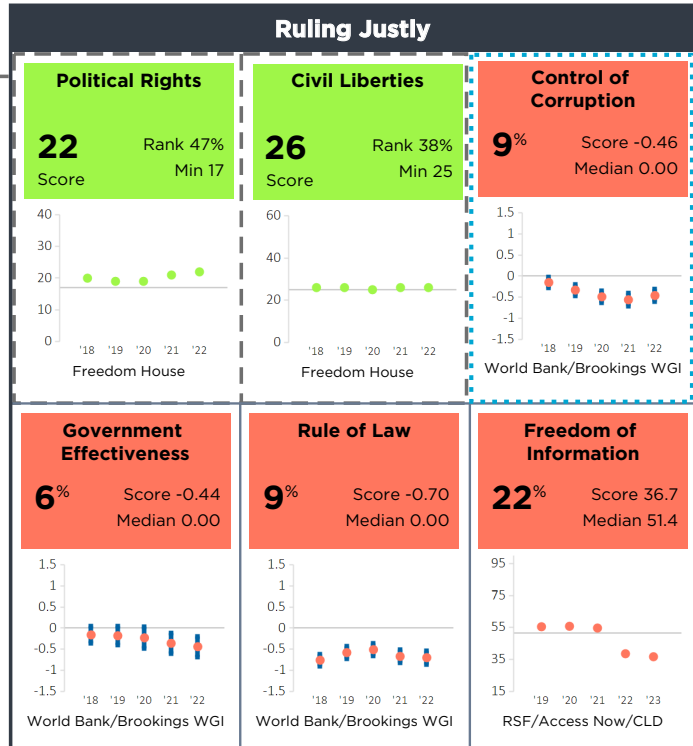 Ruling Justly
Political Rights
22
Score
Rank 47%
Min 17
40
30
20
10
0
'18 '19 '20 '21 '22
Freedom House
Civil Liberties
26
Score
Rank 38%
Min 25
60
40
20
0
'18 '19 '20 '21 '22
Freedom House
Control of
Corruption
9%
Score -0.46
Median 0.00
1.5
1
0.5
0
-0.5
-1
-1.5
'18 '19 '20 '21 '22
World Bank/Brookings WGI
Government
Effectiveness
6%
Score -0.44
Median 0.00
1.5
1
0.5
0
-0.5
-1
-1.5
'18 '19 '20 '21 '22
World Bank/Brookings WGI
Rule of Law
9%
Score -0.70
Median 0.00
1.5
1
0.5
0
-0.5
-1
-1.5
'18 '19 '20 '21 '22
World Bank/Brookings WGI
Freedom of
Information
22%
Score 36.7
Median 51.4
95
75
55
35
15
'19 '20 '21 '22 '23
RSF/Access Now/CLD